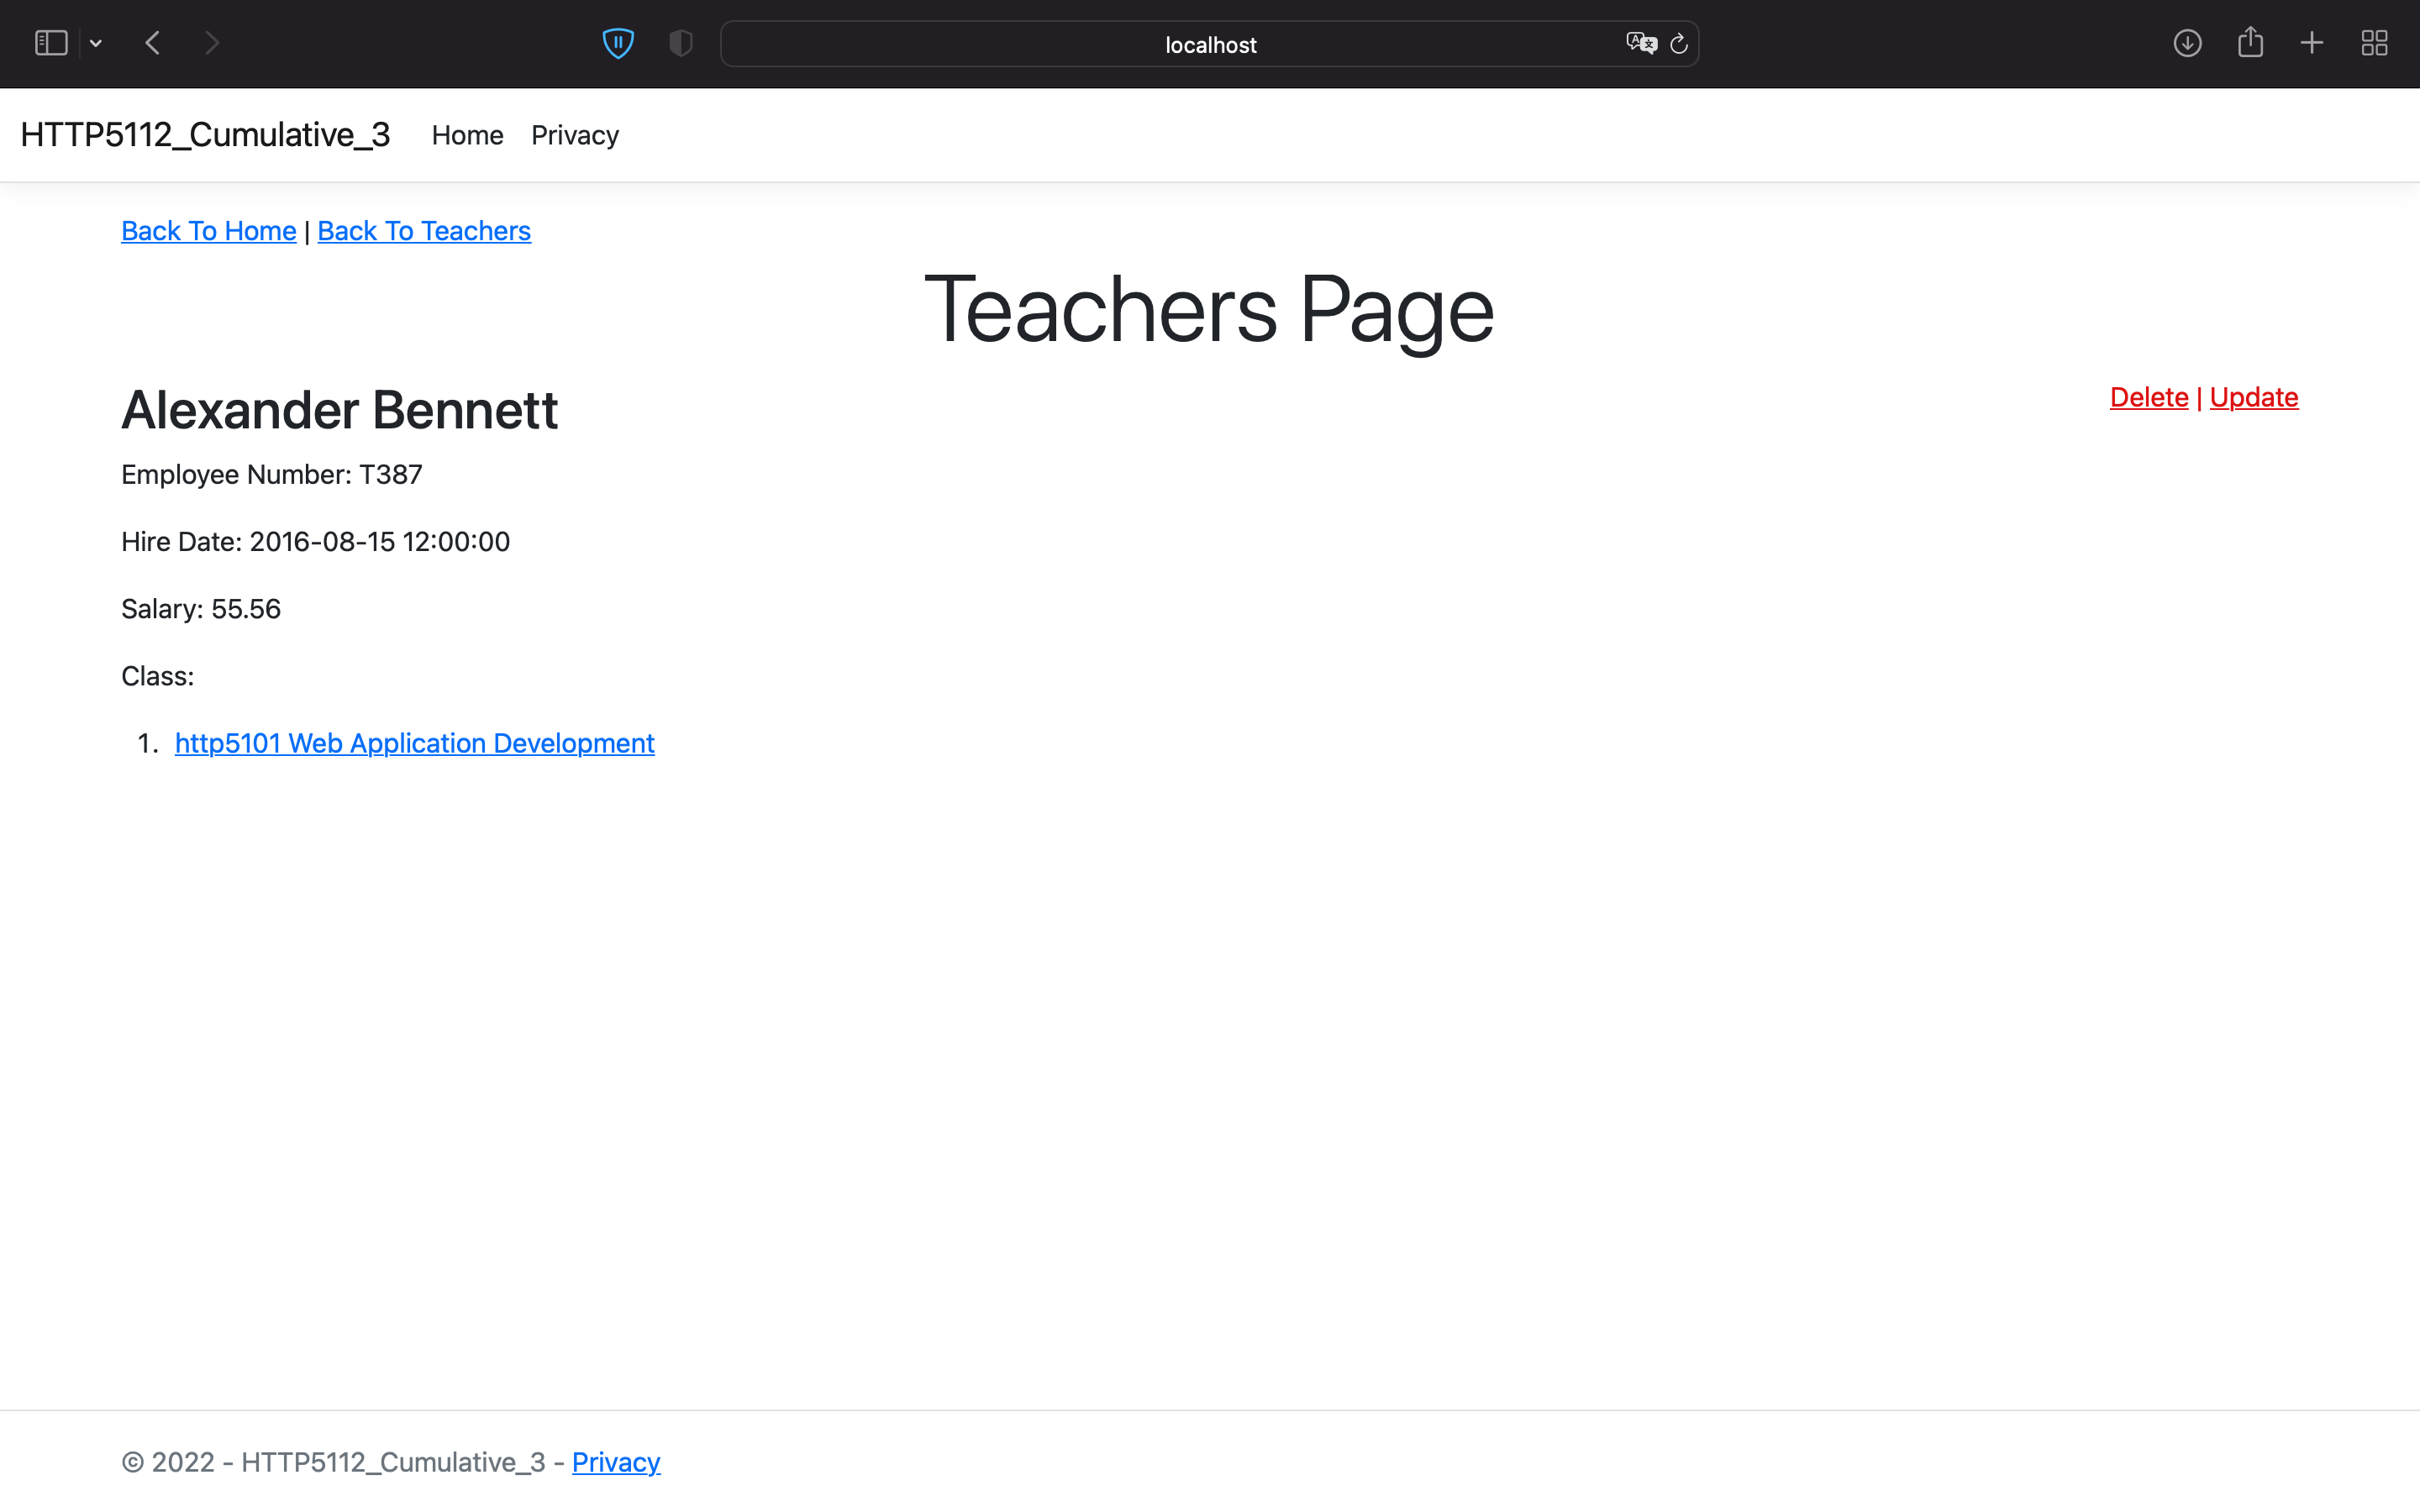 localhost
HTTP5112_Cumulative_3 Home Privacy
Back To Home | Back To Teachers
Teachers Page
Alexander Bennett
Delete | Update
Employee Number: T387
Hire Date: 2016-08-15 12:00:00
Salary: 55.56
Class:
1. http5101 Web Application Development
© 2022 - HTTP5112_Cumulative_3 - Privacy